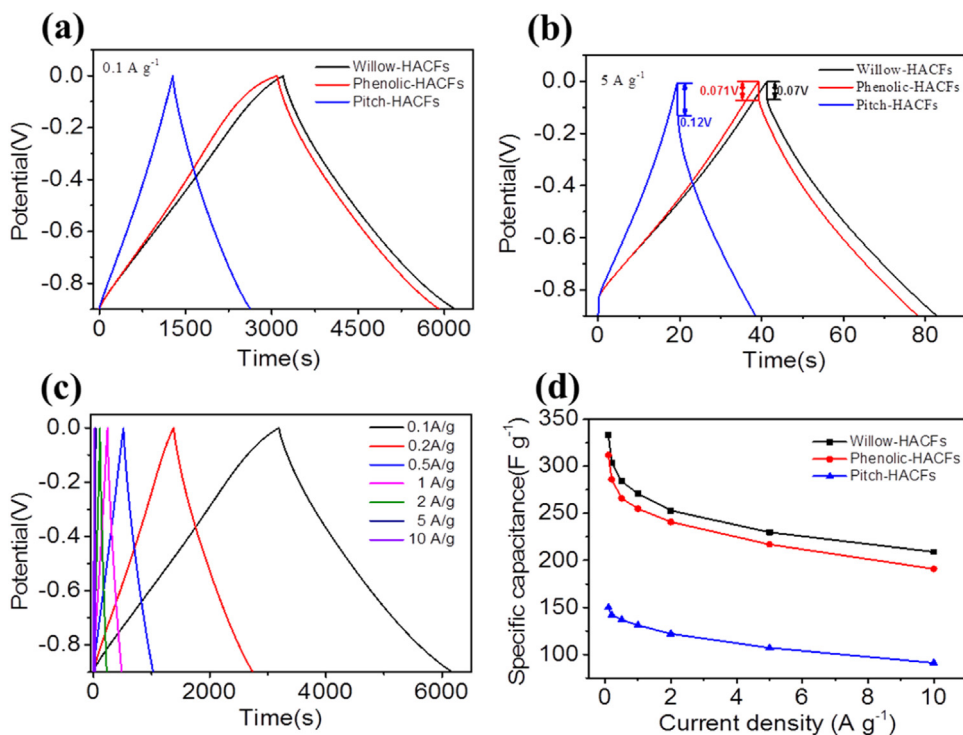 (a)
0.1 A g⁻¹
Willow-HACFs
Phenolic-HACFs
Pitch-HACFs
0.0
-0.2
-0.4
-0.6
-0.8
Potential(V)
0 1500 3000 4500 6000
Time(s)
(b)
5 A g⁻¹
Willow-HACFs
Phenolic-HACFs
Pitch-HACFs
0.071V
0.07V
0.12V
0.0
-0.2
-0.4
-0.6
-0.8
Potential(V)
0 20 40 60 80
Time(s)
(c)
0.1A/g
0.2A/g
0.5A/g
1 A/g
2 A/g
5 A/g
10 A/g
0.0
-0.2
-0.4
-0.6
-0.8
Potential(V)
0 2000 4000 6000
Time(s)
(d)
Willow-HACFs
Phenolic-HACFs
Pitch-HACFs
350
300
250
200
150
100
Specific capacitance(F g⁻¹)
0 2 4 6 8 10
Current density (A g⁻¹)